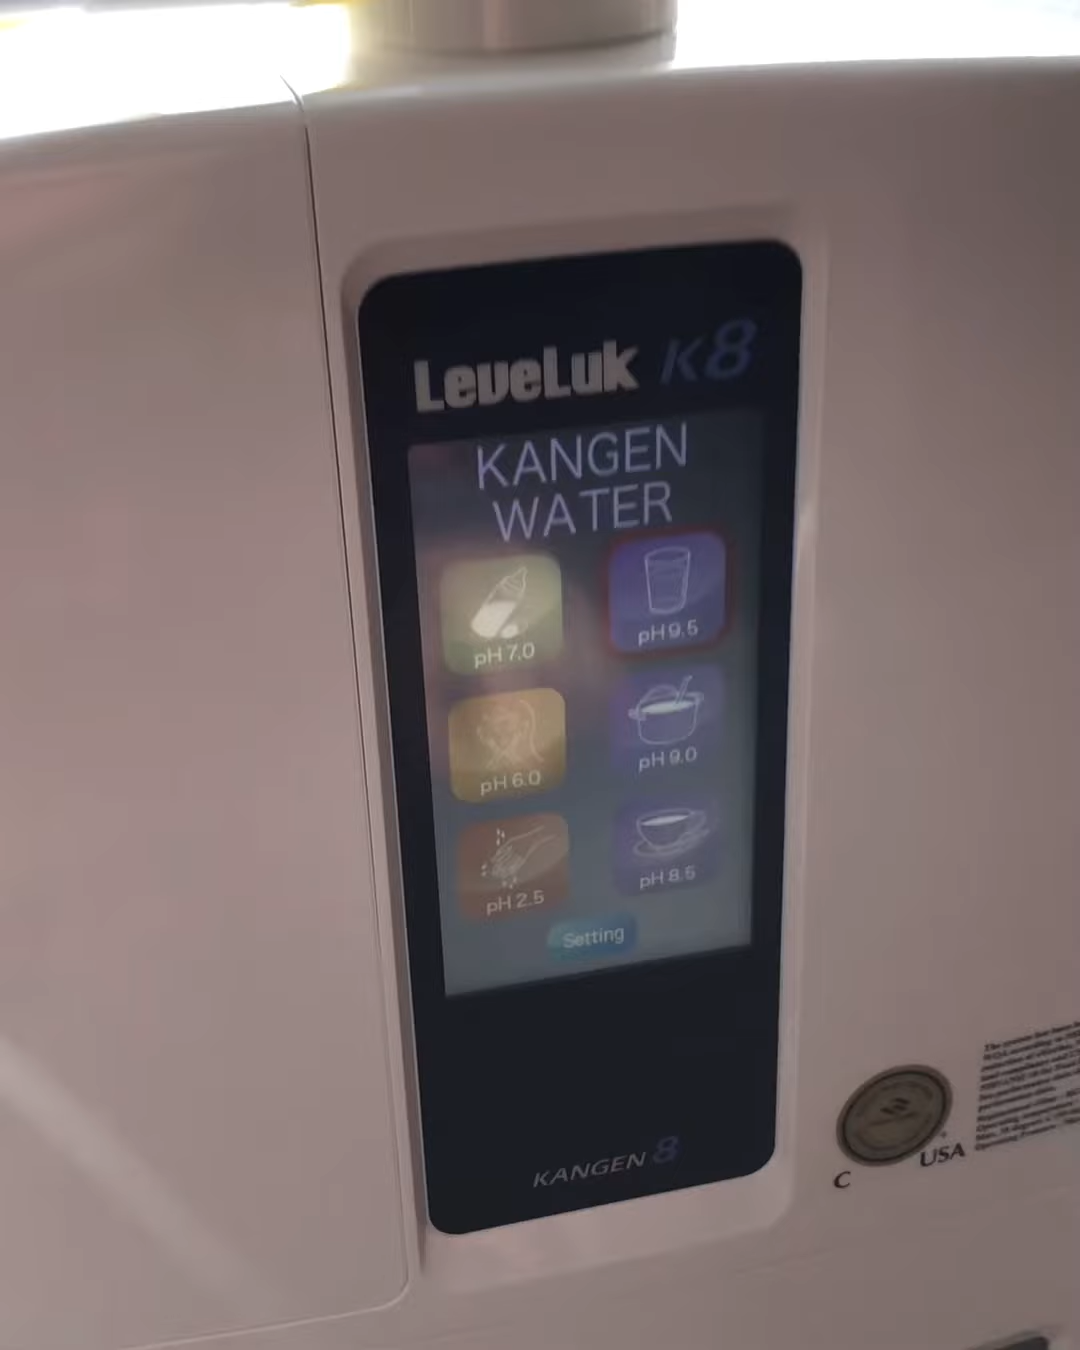 LeveLuk K8
KANGEN
WATER
pH 7.0
pH 9.5
pH 6.0
pH 9.0
pH 2.5
pH 8.5
Setting
KANGEN 8
C USA